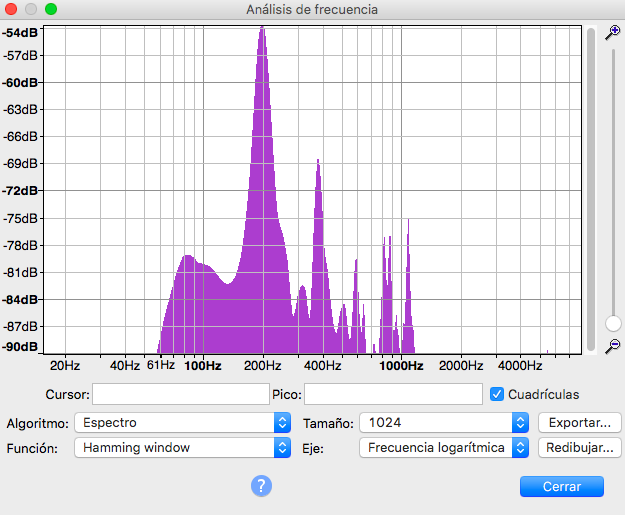 Análisis de frecuencia
-54dB
-57dB
-60dB
-63dB
-66dB
-69dB
-72dB
-75dB
-78dB
-81dB
-84dB
-87dB
-90dB
20Hz 40Hz 61Hz 100Hz 200Hz 400Hz 1000Hz 2000Hz 4000Hz
Cursor: Pico: Cuadrículas
Algoritmo: Espectro Tamaño: 1024 Exportar...
Función: Hamming window Eje: Frecuencia logarítmica Redibujar...
? Cerrar